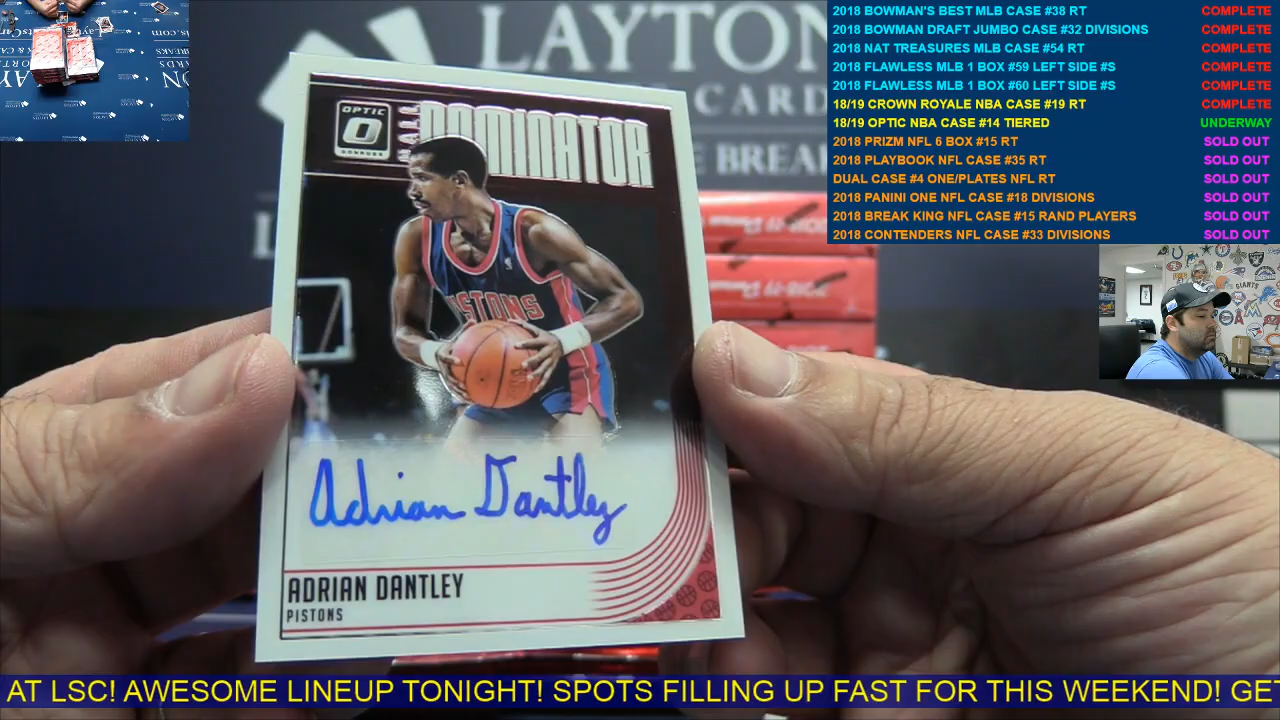 2018 BOWMAN'S BEST MLB CASE #38 RT COMPLETE
2018 BOWMAN DRAFT JUMBO CASE #32 DIVISIONS COMPLETE
2018 NAT TREASURES MLB CASE #54 RT COMPLETE
2018 FLAWLESS MLB 1 BOX #59 LEFT SIDE #S COMPLETE
2018 FLAWLESS MLB 1 BOX #60 LEFT SIDE #S COMPLETE
18/19 CROWN ROYALE NBA CASE #19 RT COMPLETE
18/19 OPTIC NBA CASE #14 TIERED UNDERWAY
2018 PRIZM NFL 6 BOX #15 RT SOLD OUT
2018 PLAYBOOK NFL CASE #35 RT SOLD OUT
DUAL CASE #4 ONE/PLATES NFL RT SOLD OUT
2018 PANINI ONE NFL CASE #18 DIVISIONS SOLD OUT
2018 BREAK KING NFL CASE #15 RAND PLAYERS SOLD OUT
2018 CONTENDERS NFL CASE #33 DIVISIONS SOLD OUT
LAYTON
CARD
E BREAK
OPTIC
DONRUSS
HALL DOMINATOR
PISTONS
Adrian Dantley
ADRIAN DANTLEY
PISTONS
GIANTS
AT LSC! AWESOME LINEUP TONIGHT! SPOTS FILLING UP FAST FOR THIS WEEKEND! GET